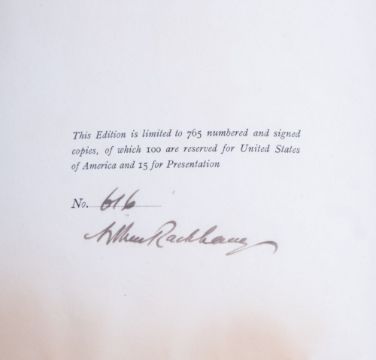 This Edition is limited to 765 numbered and signed
copies, of which 100 are reserved for United States
of America and 15 for Presentation
No. 616
Arthur Rackham